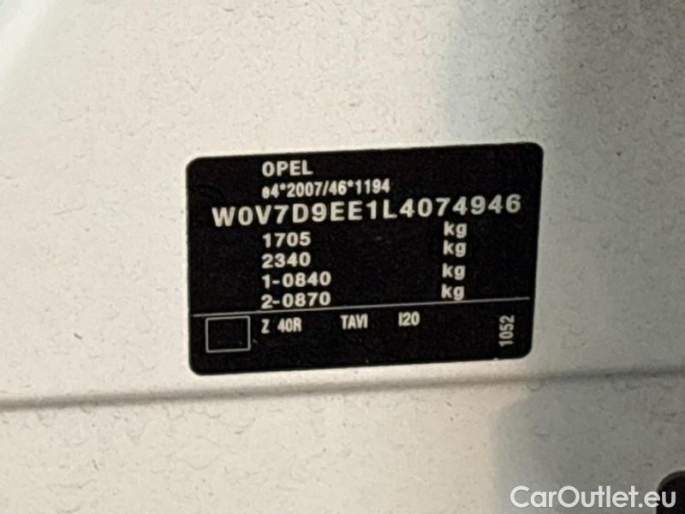 OPEL
e4*2007/46*1194
W0V7D9EE1L4074946
1705 kg
2340 kg
1-0840 kg
2-0870 kg
Z 40R TAVI I20
1052
CarOutlet.eu